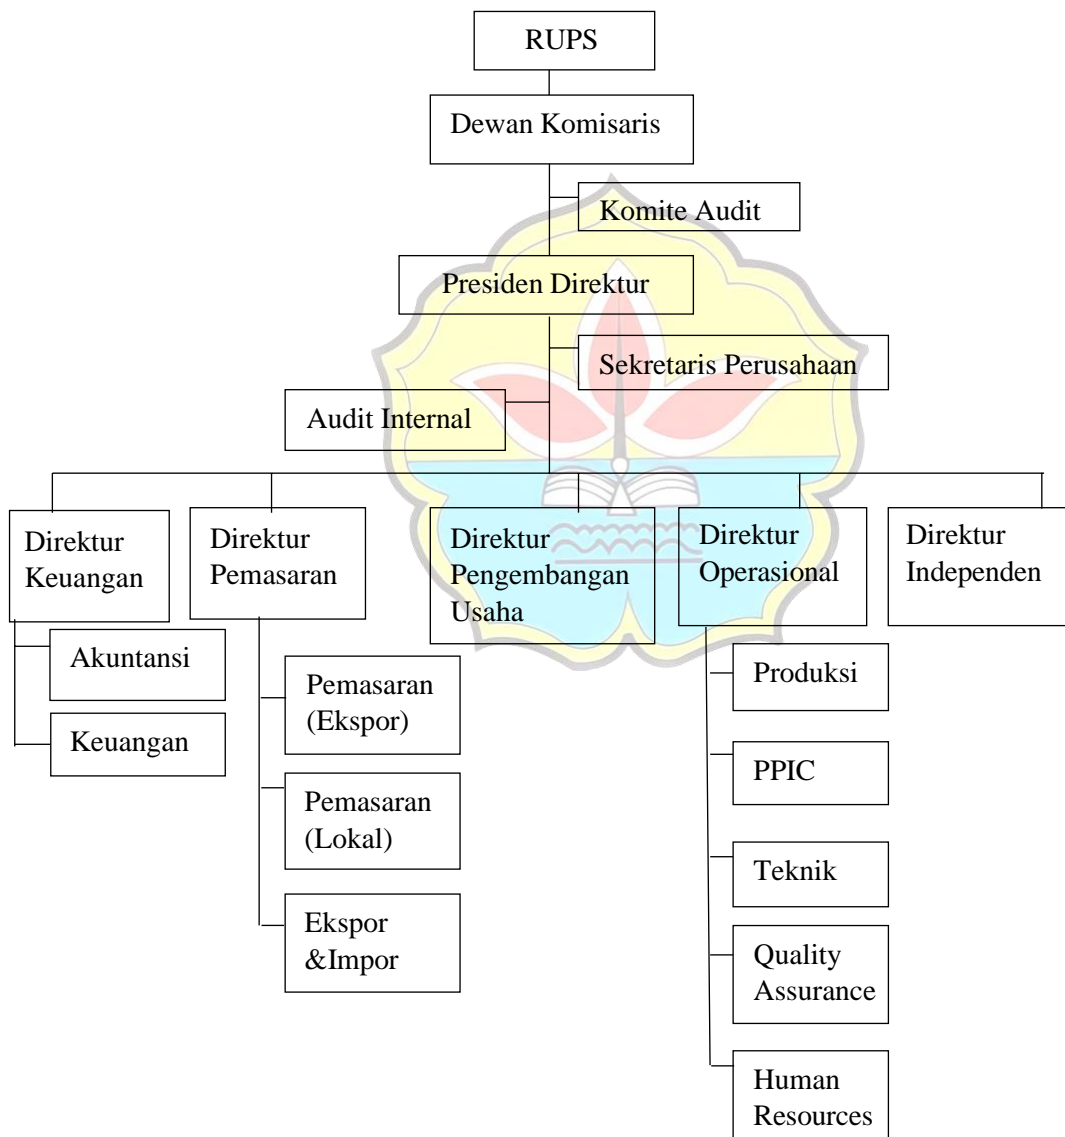 RUPS
Dewan Komisaris
Komite Audit
Presiden Direktur
Sekretaris Perusahaan
Audit Internal
Direktur
Keuangan
Direktur
Pemasaran
Direktur
Pengembangan
Usaha
Direktur
Operasional
Direktur
Independen
Akuntansi
Keuangan
Pemasaran
(Ekspor)
Pemasaran
(Lokal)
Ekspor
&Impor
Produksi
PPIC
Teknik
Quality
Assurance
Human
Resources